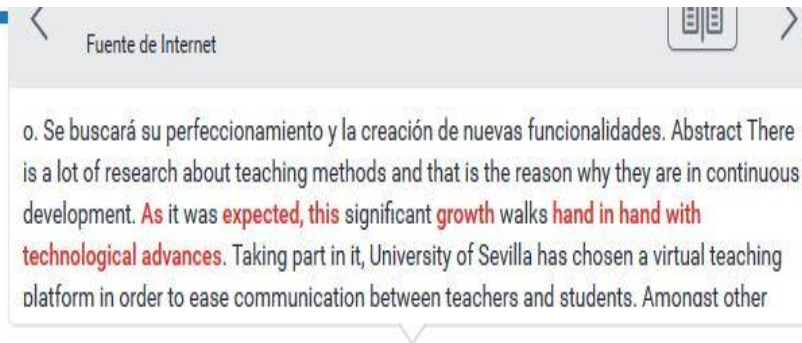 Fuente de Internet
o. Se buscará su perfeccionamiento y la creación de nuevas funcionalidades. Abstract There
is a lot of research about teaching methods and that is the reason why they are in continuous
development. As it was expected, this significant growth walks hand in hand with
technological advances. Taking part in it, University of Sevilla has chosen a virtual teaching
platform in order to ease communication between teachers and students. Amongst other